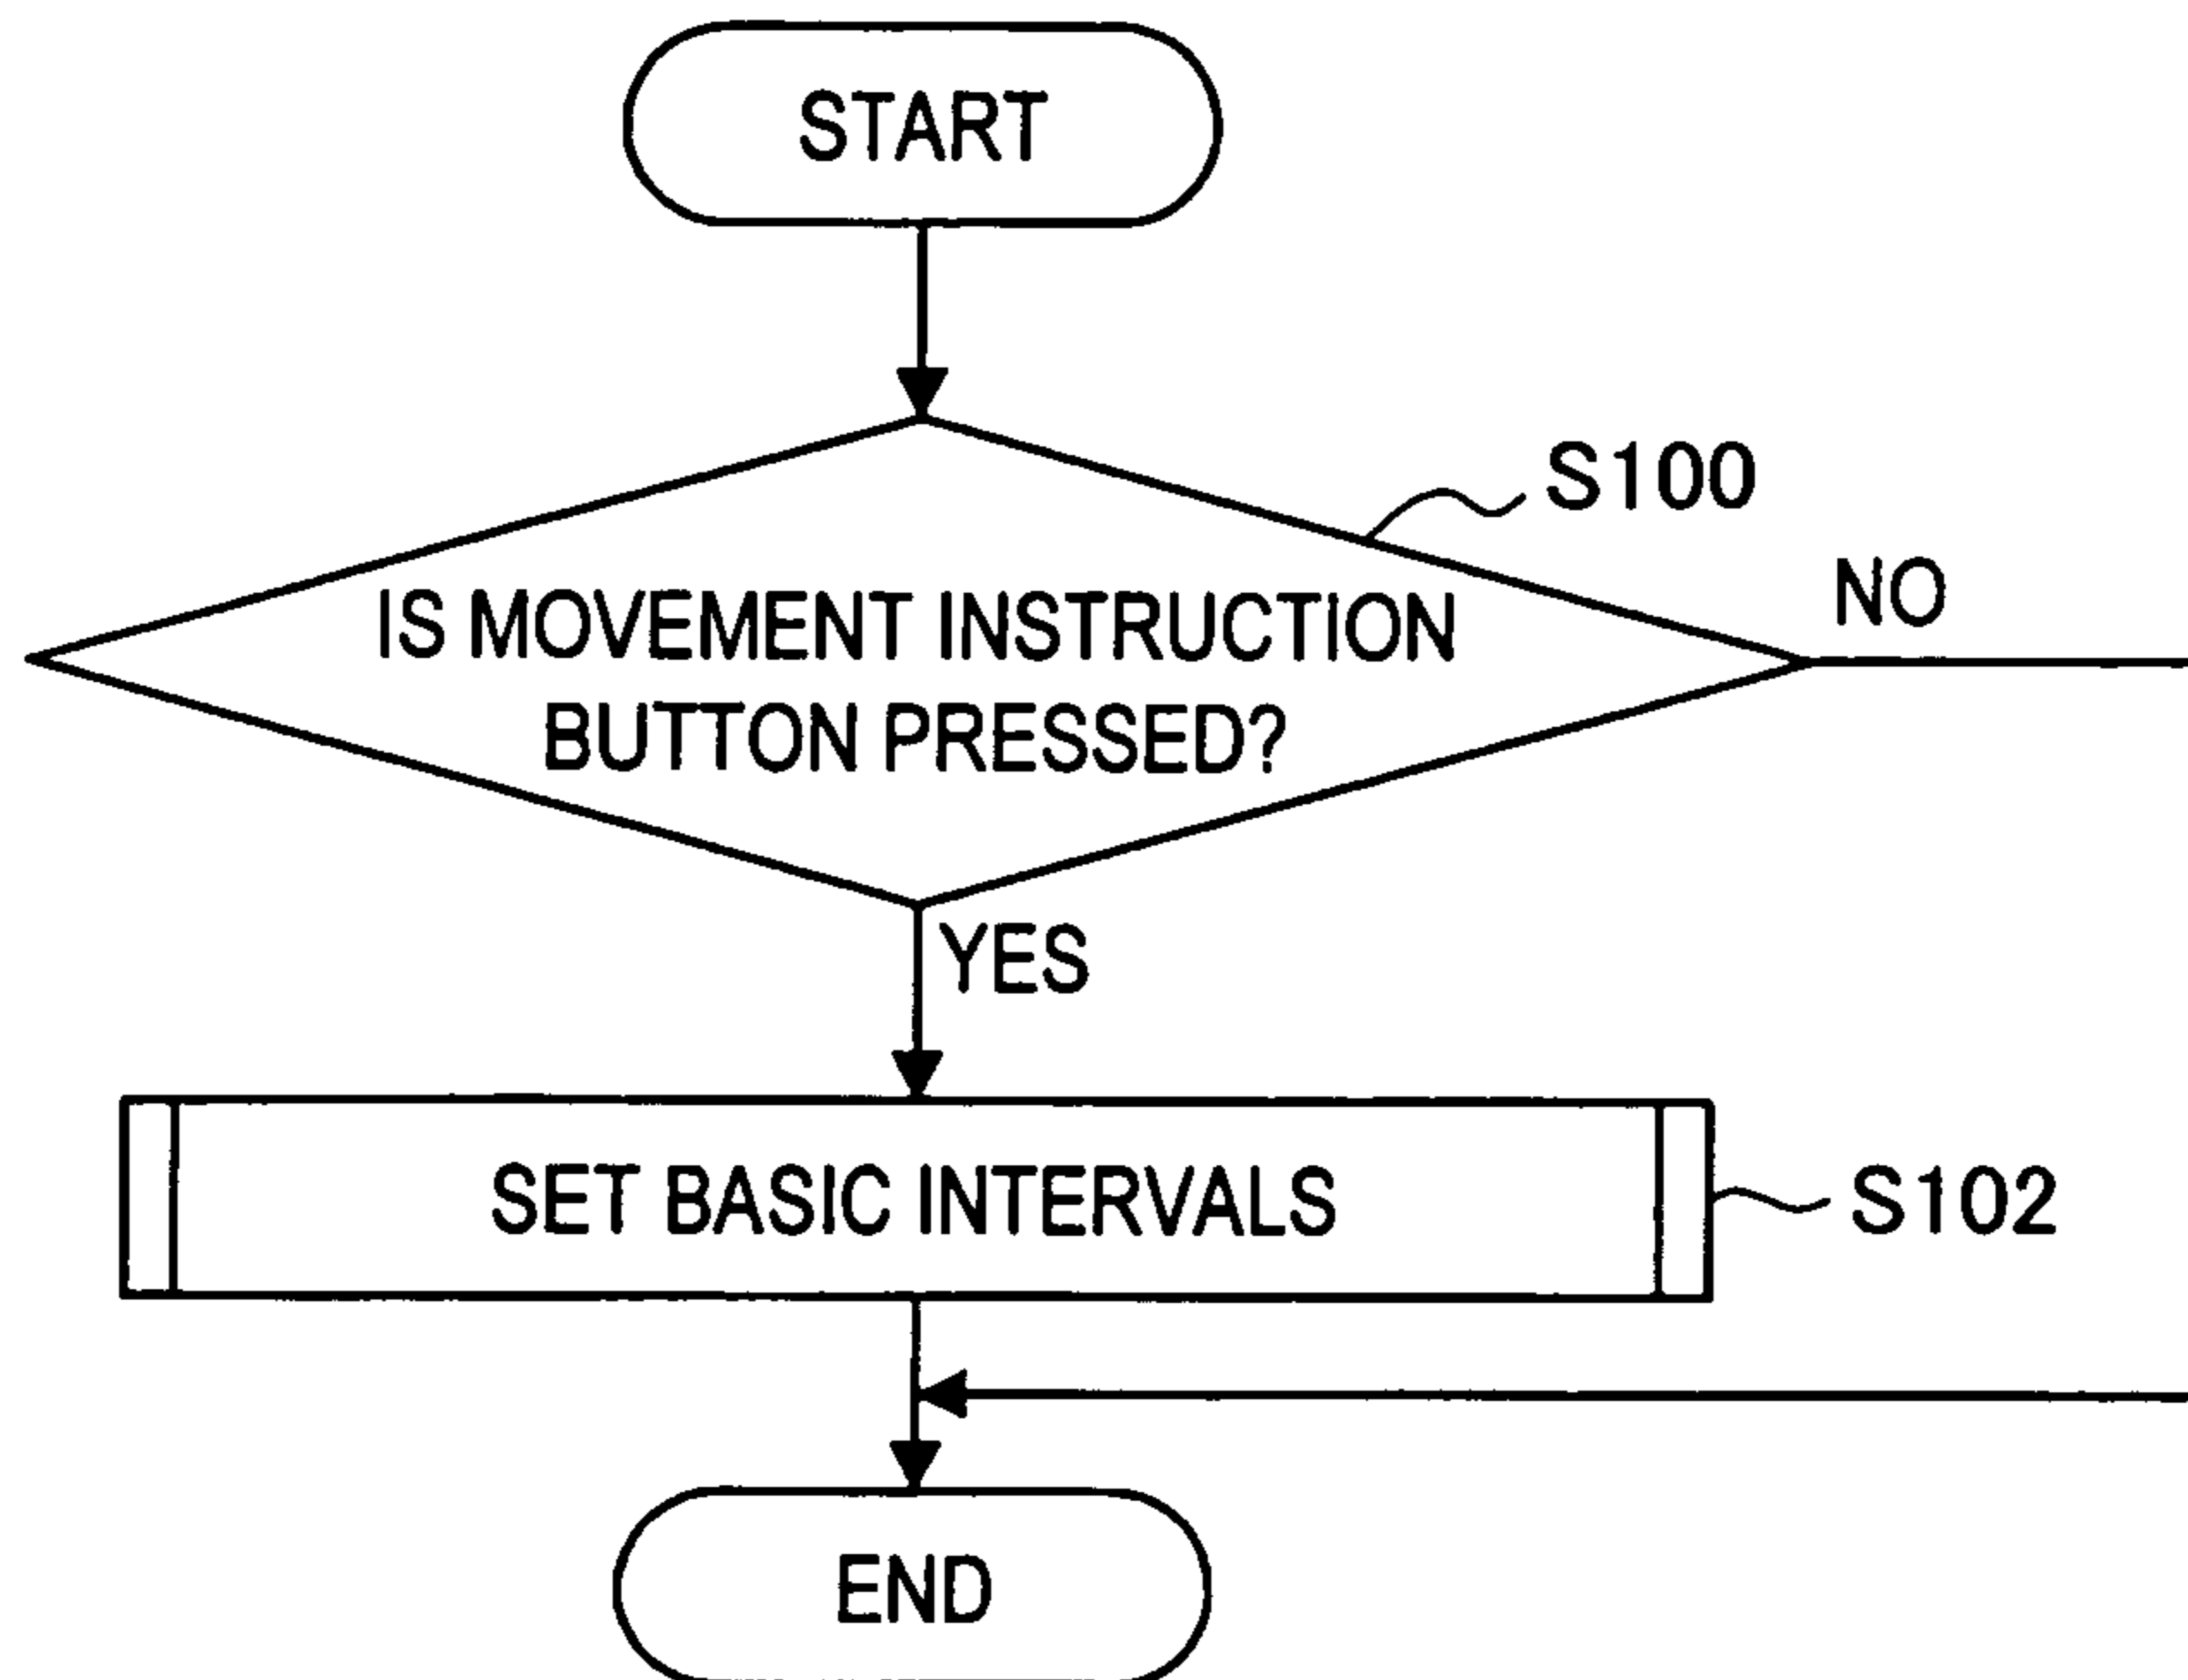 START
S100
NO
IS MOVEMENT INSTRUCTION
BUTTON PRESSED?
YES
SET BASIC INTERVALS
S102
END